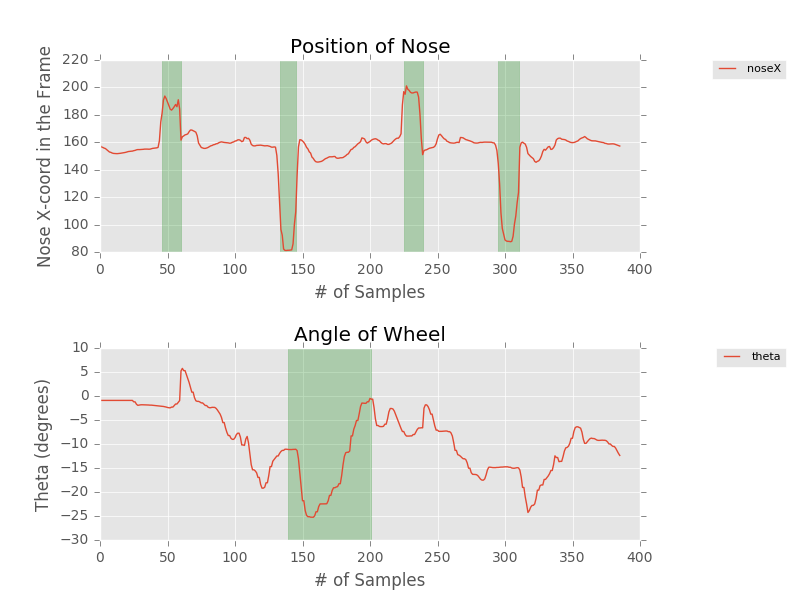 Position of Nose
Nose X-coord in the Frame
220
200
180
160
140
120
100
80
0 50 100 150 200 250 300 350 400
# of Samples
noseX
Angle of Wheel
Theta (degrees)
10
5
0
−5
−10
−15
−20
−25
−30
0 50 100 150 200 250 300 350 400
# of Samples
theta